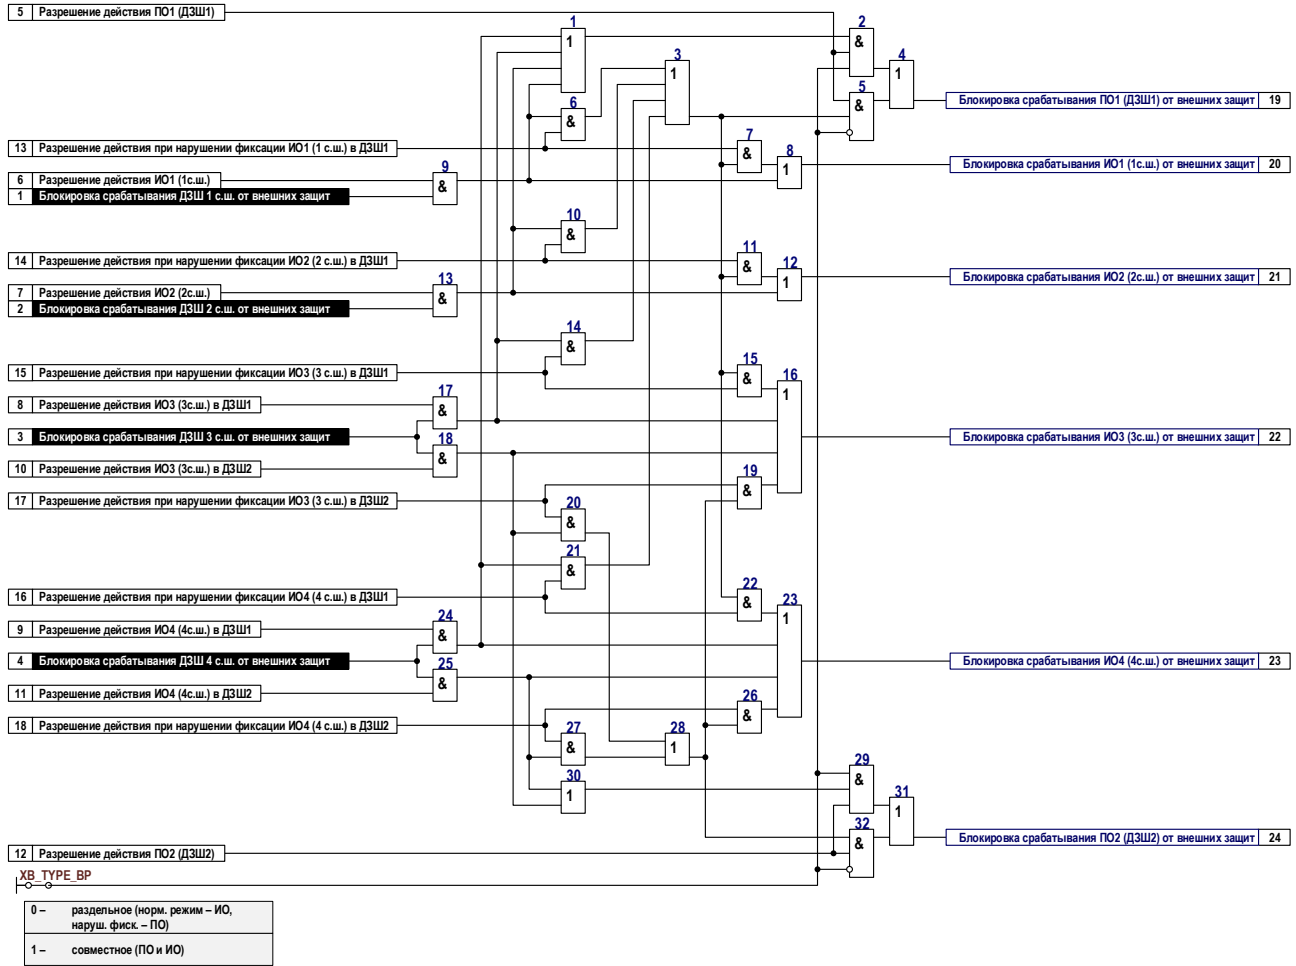 5 Разрешение действия ПО1 (ДЗШ1)
1
1
2
&
3
1
4
1
5
&
Блокировка срабатывания ПО1 (ДЗШ1) от внешних защит 19
6
&
13 Разрешение действия при нарушении фиксации ИО1 (1 с.ш.) в ДЗШ1
7
&
8
1
Блокировка срабатывания ИО1 (1с.ш.) от внешних защит 20
9
&
6 Разрешение действия ИО1 (1с.ш.)
1 Блокировка срабатывания ДЗШ 1 с.ш. от внешних защит
10
&
14 Разрешение действия при нарушении фиксации ИО2 (2 с.ш.) в ДЗШ1
11
&
12
1
Блокировка срабатывания ИО2 (2с.ш.) от внешних защит 21
13
&
7 Разрешение действия ИО2 (2с.ш.)
2 Блокировка срабатывания ДЗШ 2 с.ш. от внешних защит
14
&
15 Разрешение действия при нарушении фиксации ИО3 (3 с.ш.) в ДЗШ1
15
&
16
1
17
&
8 Разрешение действия ИО3 (3с.ш.) в ДЗШ1
3 Блокировка срабатывания ДЗШ 3 с.ш. от внешних защит
Блокировка срабатывания ИО3 (3с.ш.) от внешних защит 22
18
&
10 Разрешение действия ИО3 (3с.ш.) в ДЗШ2
19
&
17 Разрешение действия при нарушении фиксации ИО3 (3 с.ш.) в ДЗШ2
20
&
21
&
16 Разрешение действия при нарушении фиксации ИО4 (4 с.ш.) в ДЗШ1
22
&
23
1
24
&
9 Разрешение действия ИО4 (4с.ш.) в ДЗШ1
4 Блокировка срабатывания ДЗШ 4 с.ш. от внешних защит
Блокировка срабатывания ИО4 (4с.ш.) от внешних защит 23
25
&
11 Разрешение действия ИО4 (4с.ш.) в ДЗШ2
26
&
18 Разрешение действия при нарушении фиксации ИО4 (4 с.ш.) в ДЗШ2
27
&
28
1
29
&
30
1
31
1
32
&
Блокировка срабатывания ПО2 (ДЗШ2) от внешних защит 24
12 Разрешение действия ПО2 (ДЗШ2)
XB_TYPE_BP
0 – раздельное (норм. режим – ИО,
наруш. фиск. – ПО)
1 – совместное (ПО и ИО)